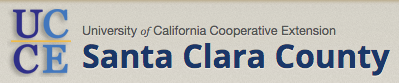 UC
CE
University of California Cooperative Extension
Santa Clara County